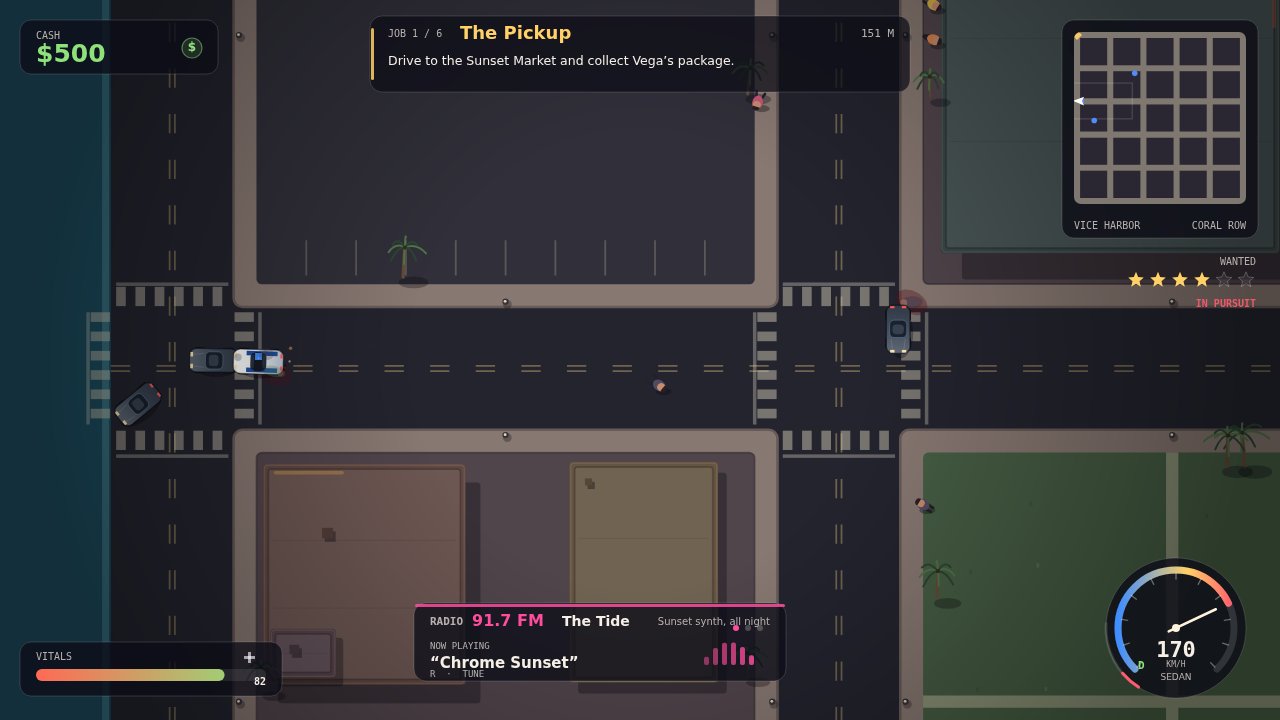 CASH
$500
$
JOB 1 / 6 The Pickup 151 M
Drive to the Sunset Market and collect Vega’s package.
VICE HARBOR CORAL ROW
WANTED
IN PURSUIT
VITALS
82
RADIO 91.7 FM The Tide Sunset synth, all night
NOW PLAYING
“Chrome Sunset”
R · TUNE
D
170
KM/H
SEDAN